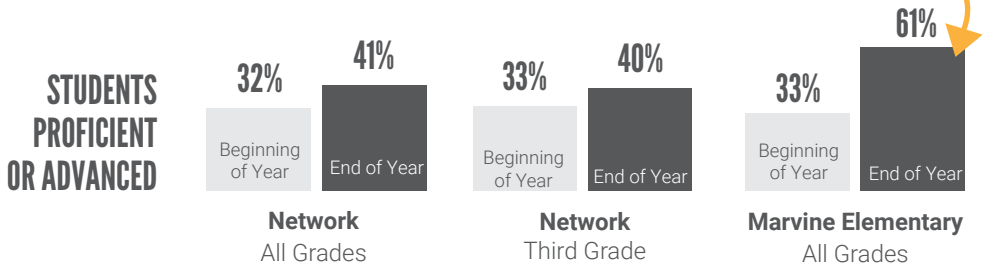 STUDENTS
PROFICIENT
OR ADVANCED
32%
Beginning
of Year
41%
End of Year
Network
All Grades
33%
Beginning
of Year
40%
End of Year
Network
Third Grade
33%
Beginning
of Year
61%
End of Year
Marvine Elementary
All Grades